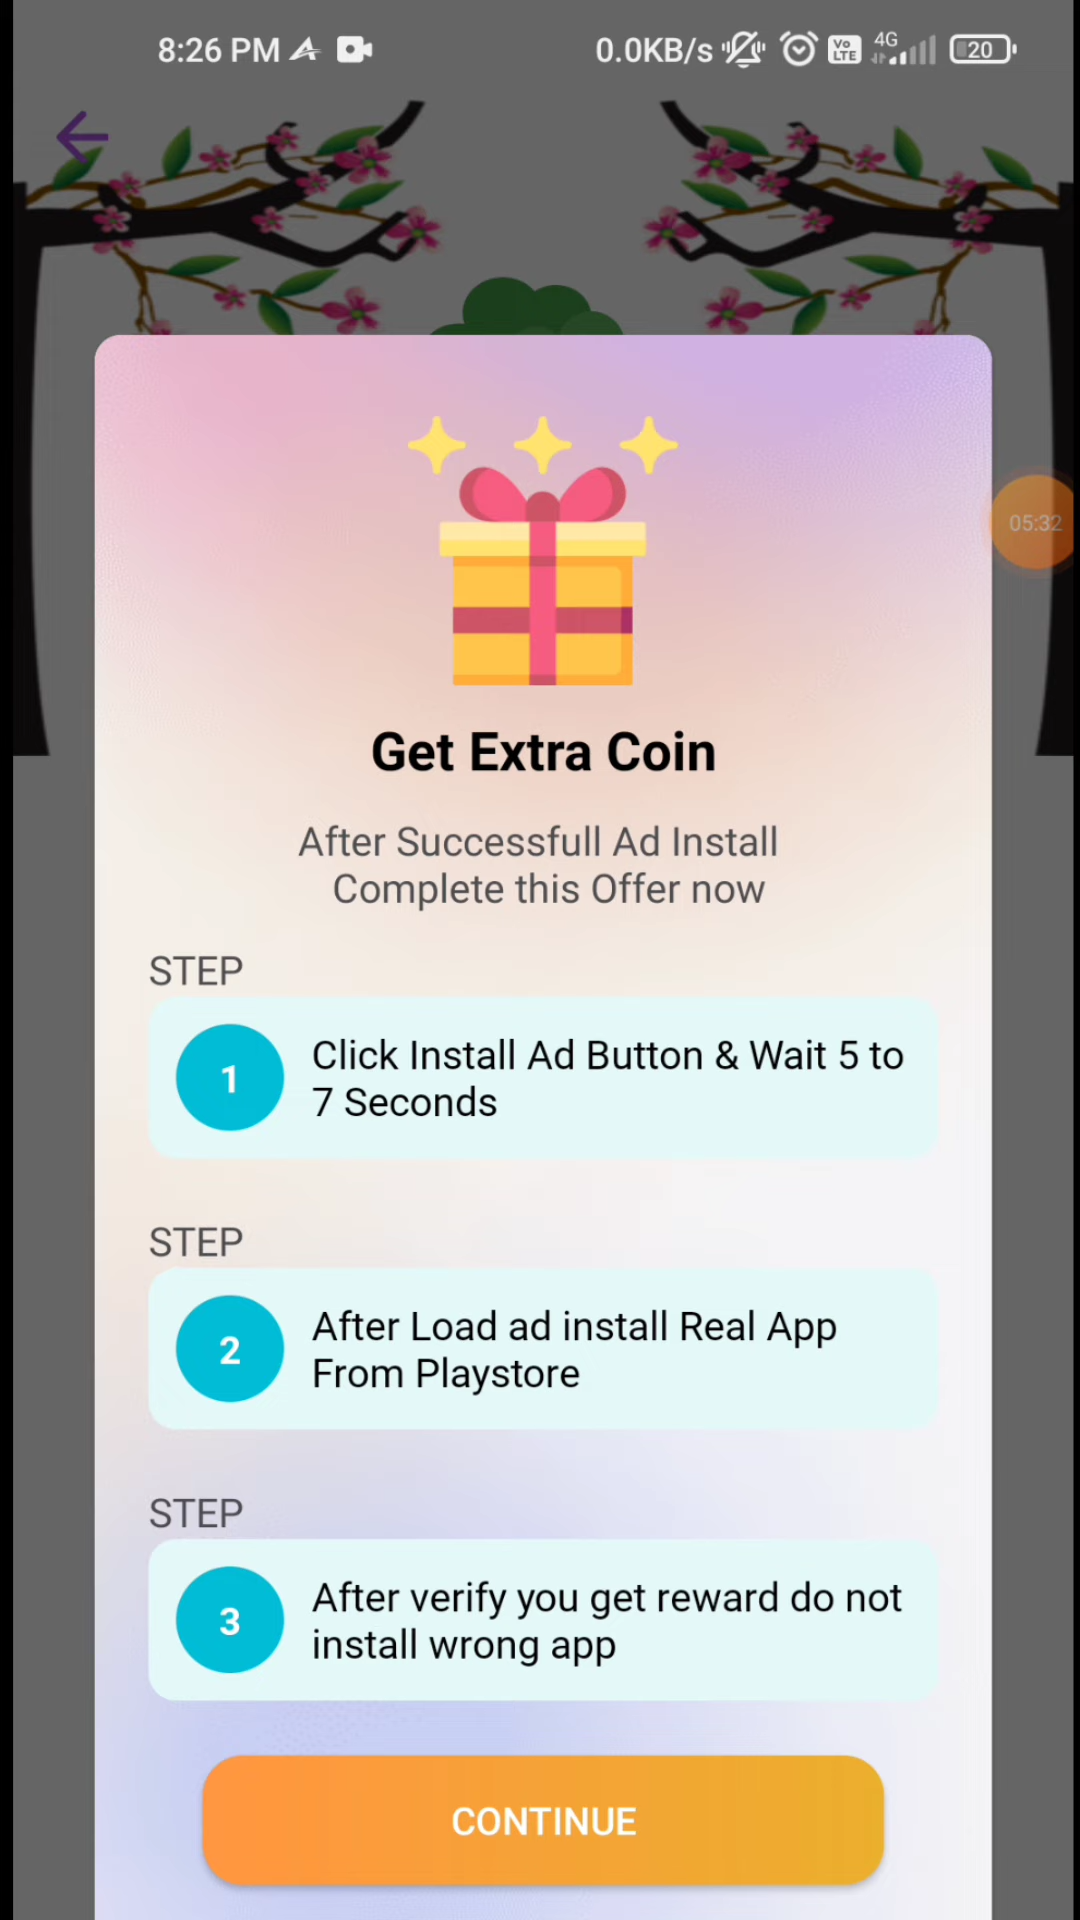 8:26 PM 0.0KB/s Vo LTE 4G 20
05:32
Get Extra Coin
After Successfull Ad Install
Complete this Offer now
STEP
1 Click Install Ad Button & Wait 5 to
7 Seconds
STEP
2 After Load ad install Real App
From Playstore
STEP
3 After verify you get reward do not
install wrong app
CONTINUE